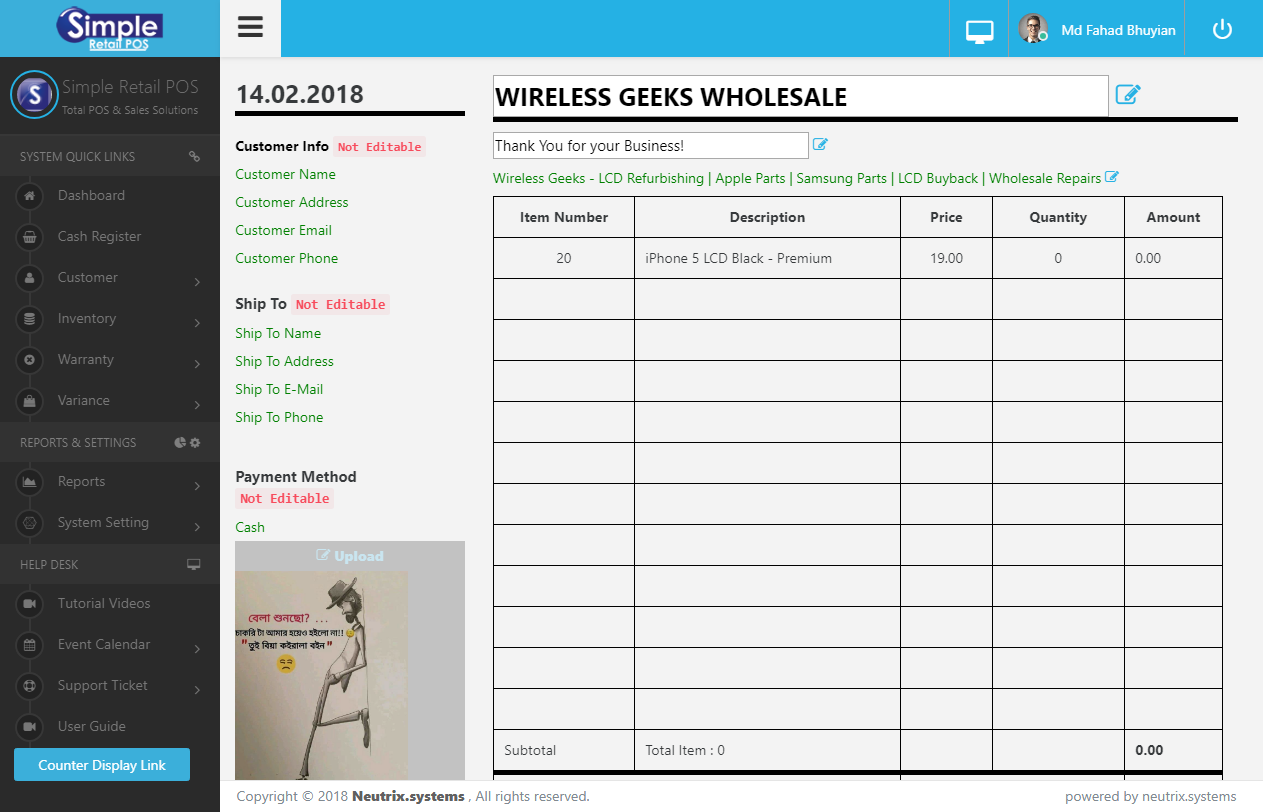 Simple
Retail POS
Md Fahad Bhuyian
S
Simple Retail POS
Total POS & Sales Solutions
SYSTEM QUICK LINKS
Dashboard
Cash Register
Customer
Inventory
Warranty
Variance
REPORTS & SETTINGS
Reports
System Setting
HELP DESK
Tutorial Videos
Event Calendar
Support Ticket
User Guide
Counter Display Link
14.02.2018
Customer Info Not Editable
Customer Name
Customer Address
Customer Email
Customer Phone
Ship To Not Editable
Ship To Name
Ship To Address
Ship To E-Mail
Ship To Phone
Payment Method
Not Editable
Cash
Upload
বেলা শুনছো? ...
চাকরি টা আমার হয়েও হইলো না!!
"তুই বিয়া কইরালা বইন"
WIRELESS GEEKS WHOLESALE
Thank You for your Business!
Wireless Geeks - LCD Refurbishing | Apple Parts | Samsung Parts | LCD Buyback | Wholesale Repairs
Item Number Description Price Quantity Amount
20 iPhone 5 LCD Black - Premium 19.00 0 0.00
Subtotal Total Item : 0 0.00
Copyright © 2018 Neutrix.systems , All rights reserved.
powered by neutrix.systems